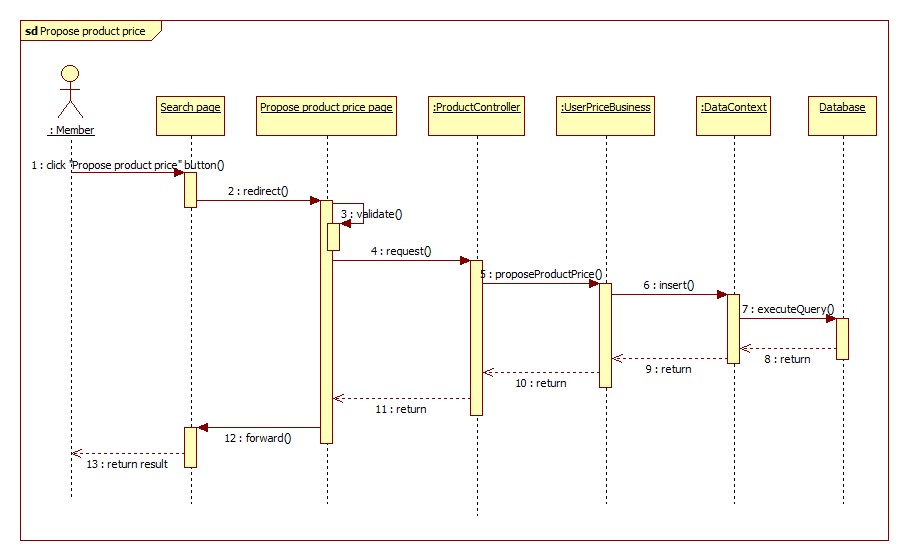 sd Propose product price
: Member
Search page
Propose product price page
:ProductController
:UserPriceBusiness
:DataContext
Database
1 : click "Propose product price" button()
2 : redirect()
3 : validate()
4 : request()
5 : proposeProductPrice()
6 : insert()
7 : executeQuery()
8 : return
9 : return
10 : return
11 : return
12 : forward()
13 : return result